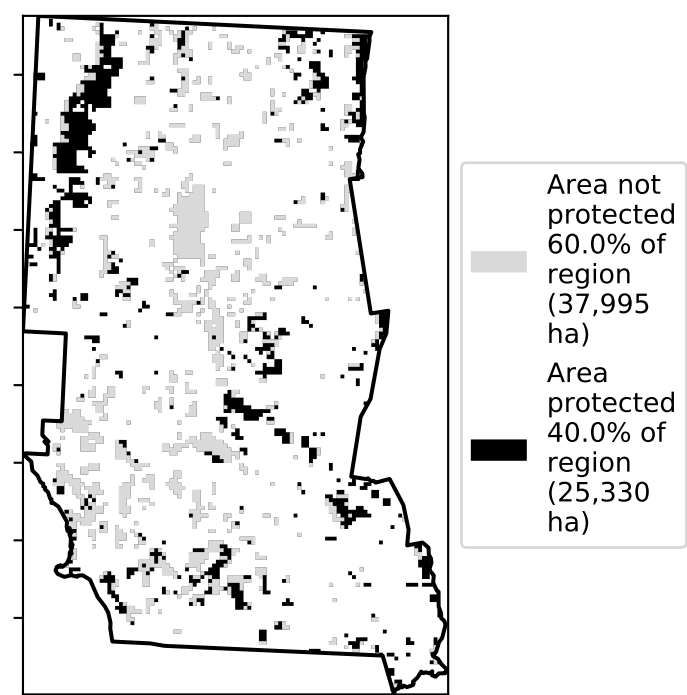 Area not
protected
60.0% of
region
(37,995
ha)
Area
protected
40.0% of
region
(25,330
ha)